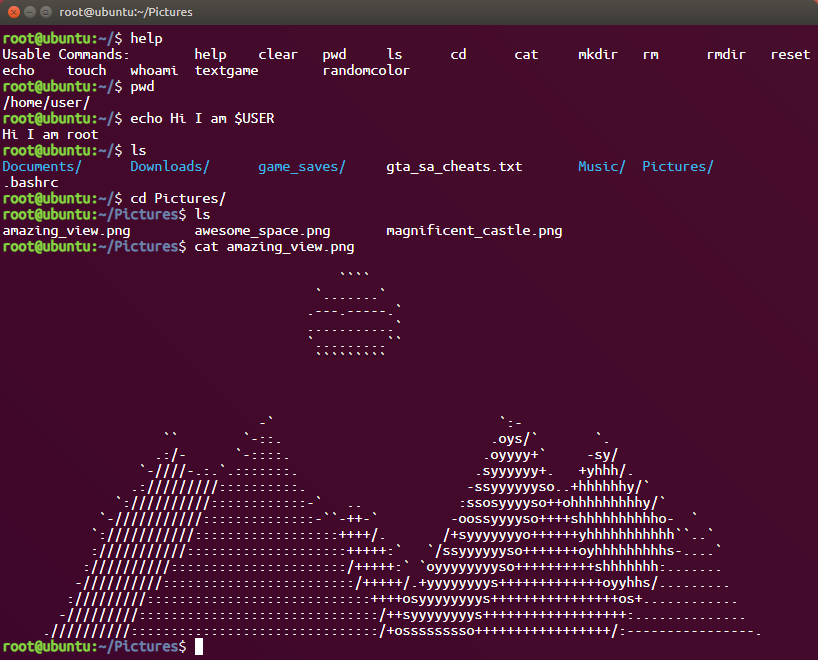 root@ubuntu: ~/Pictures
root@ubuntu:~/$ help
Usable Commands:        help    clear   pwd     ls      cd      cat     mkdir   rm      rmdir   reset
echo    touch   whoami  textgame        randomcolor
root@ubuntu:~/$ pwd
/home/user/
root@ubuntu:~/$ echo Hi I am $USER
Hi I am root
root@ubuntu:~/$ ls
Documents/      Downloads/      game_saves/     gta_sa_cheats.txt       Music/  Pictures/
.bashrc
root@ubuntu:~/$ cd Pictures/
root@ubuntu:~/Pictures$ ls
amazing_view.png        awesome_space.png       magnificent_castle.png
root@ubuntu:~/Pictures$ cat amazing_view.png
root@ubuntu:~/Pictures$